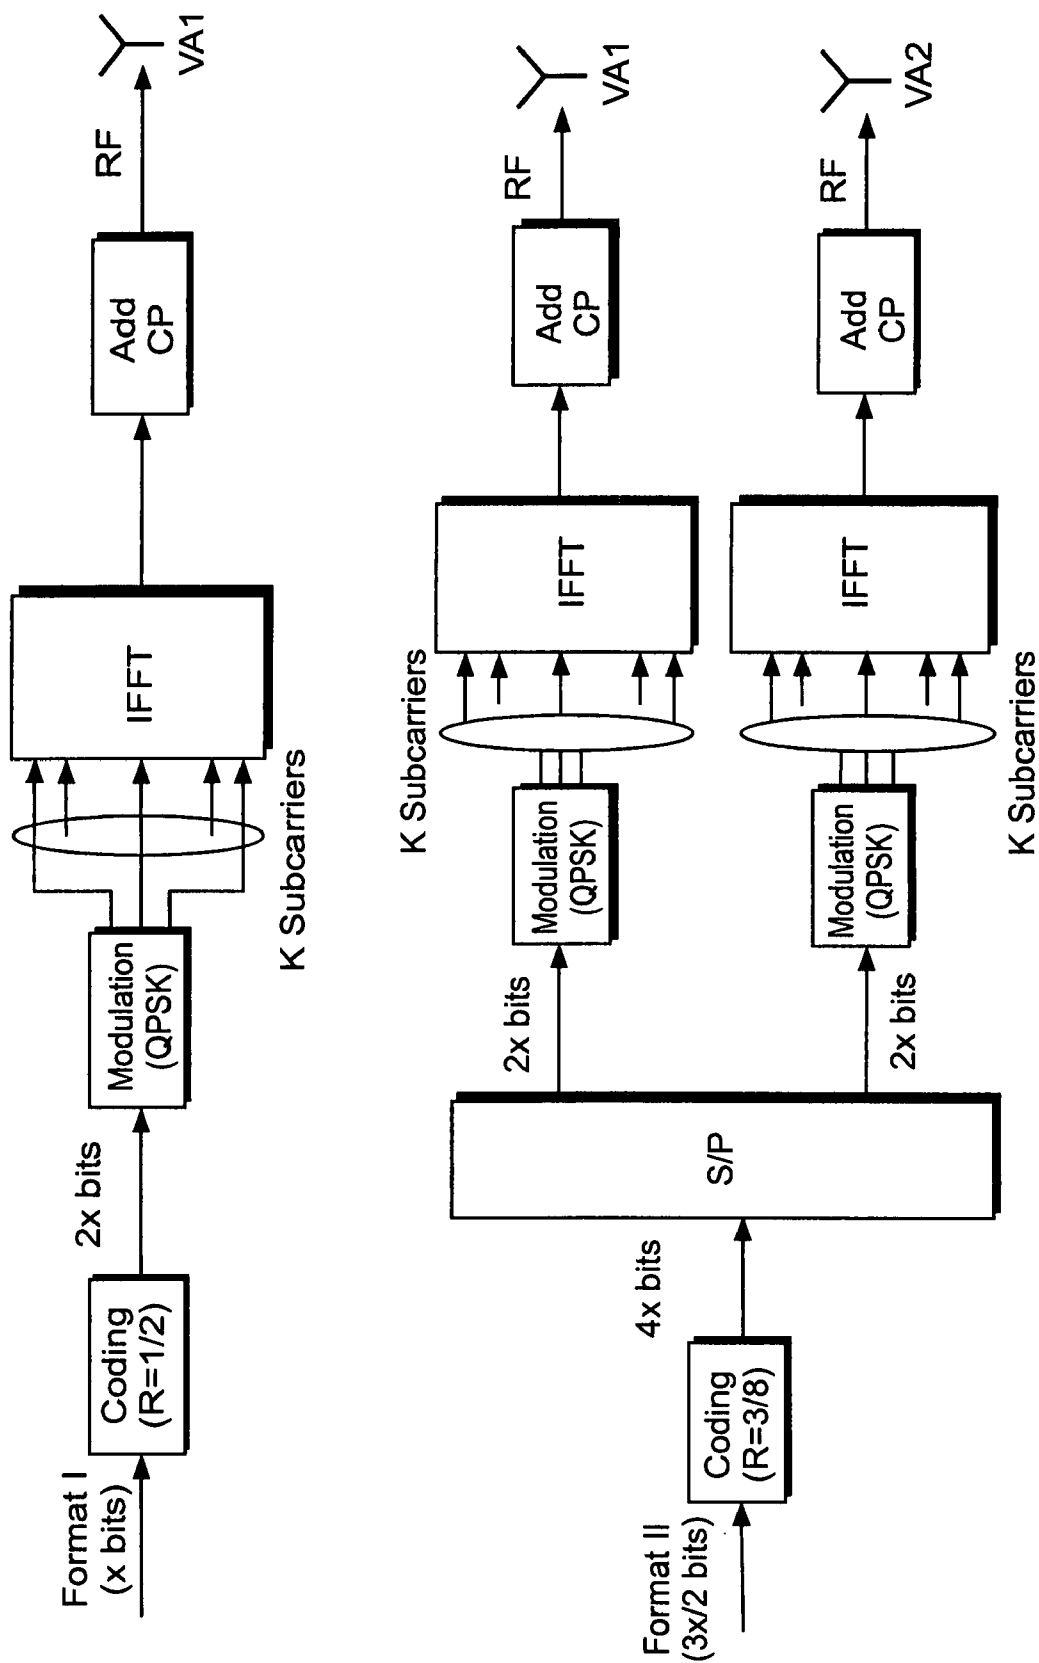 Format I
(x bits)
Coding
(R=1/2)
2x bits
Modulation
(QPSK)
K Subcarriers
IFFT
Add
CP
RF
VA1
Format II
(3x/2 bits)
Coding
(R=3/8)
4x bits
S/P
2x bits
Modulation
(QPSK)
K Subcarriers
IFFT
Add
CP
RF
VA1
2x bits
Modulation
(QPSK)
K Subcarriers
IFFT
Add
CP
RF
VA2